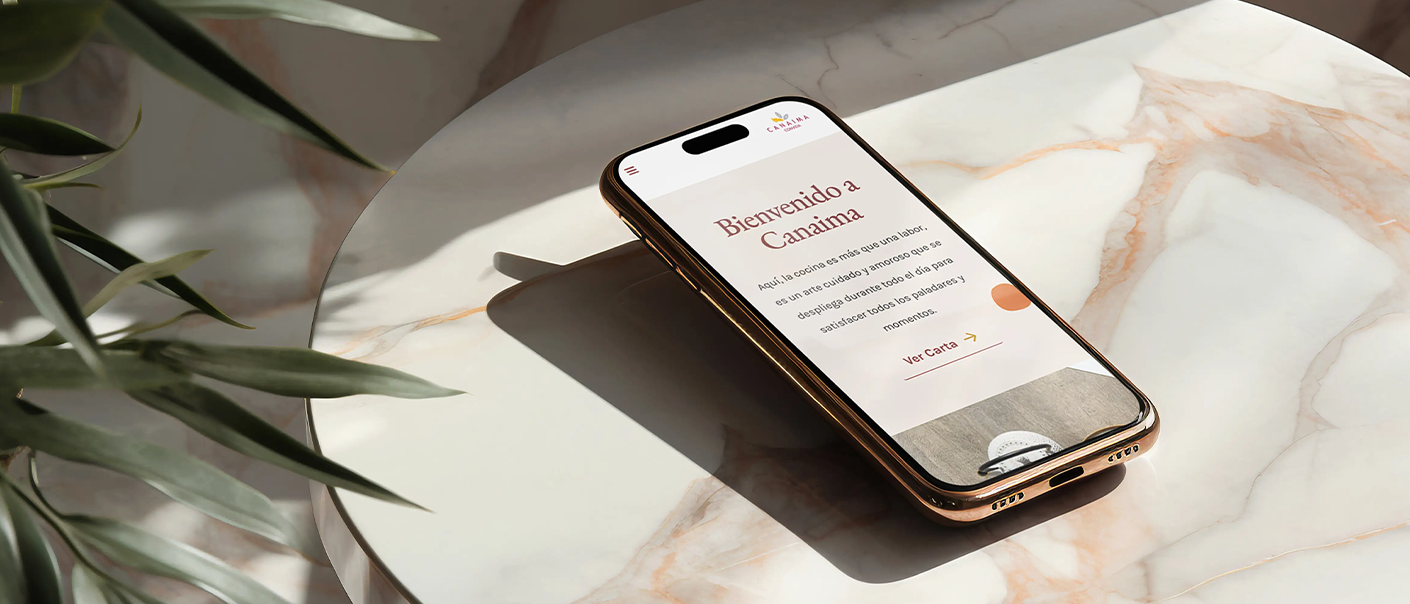 CANAIMA
Bienvenido a
Canaima
Aquí, la cocina es más que una labor,
es un arte cuidado y amoroso que se
despliega durante todo el día para
satisfacer todos los paladares y
momentos.
Ver Carta →